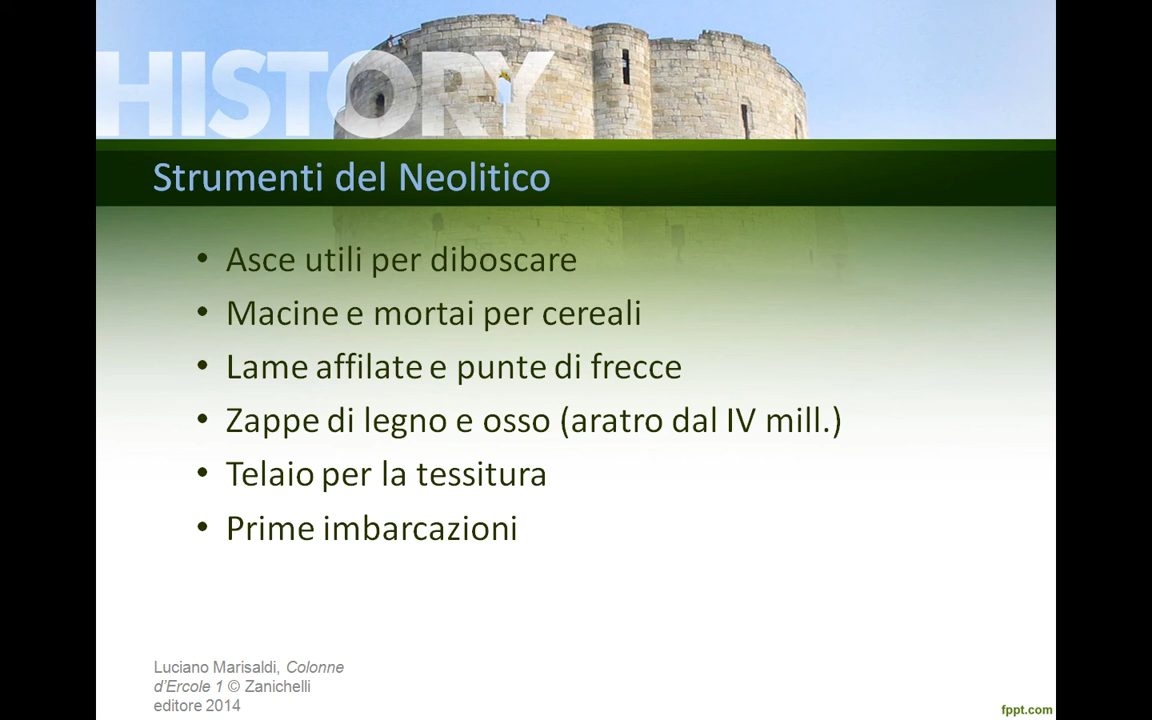 HISTORY
Strumenti del Neolitico
• Asce utili per diboscare
• Macine e mortai per cereali
• Lame affilate e punte di frecce
• Zappe di legno e osso (aratro dal IV mill.)
• Telaio per la tessitura
• Prime imbarcazioni
Luciano Marisaldi, Colonne
d'Ercole 1 © Zanichelli
editore 2014
fppt.com